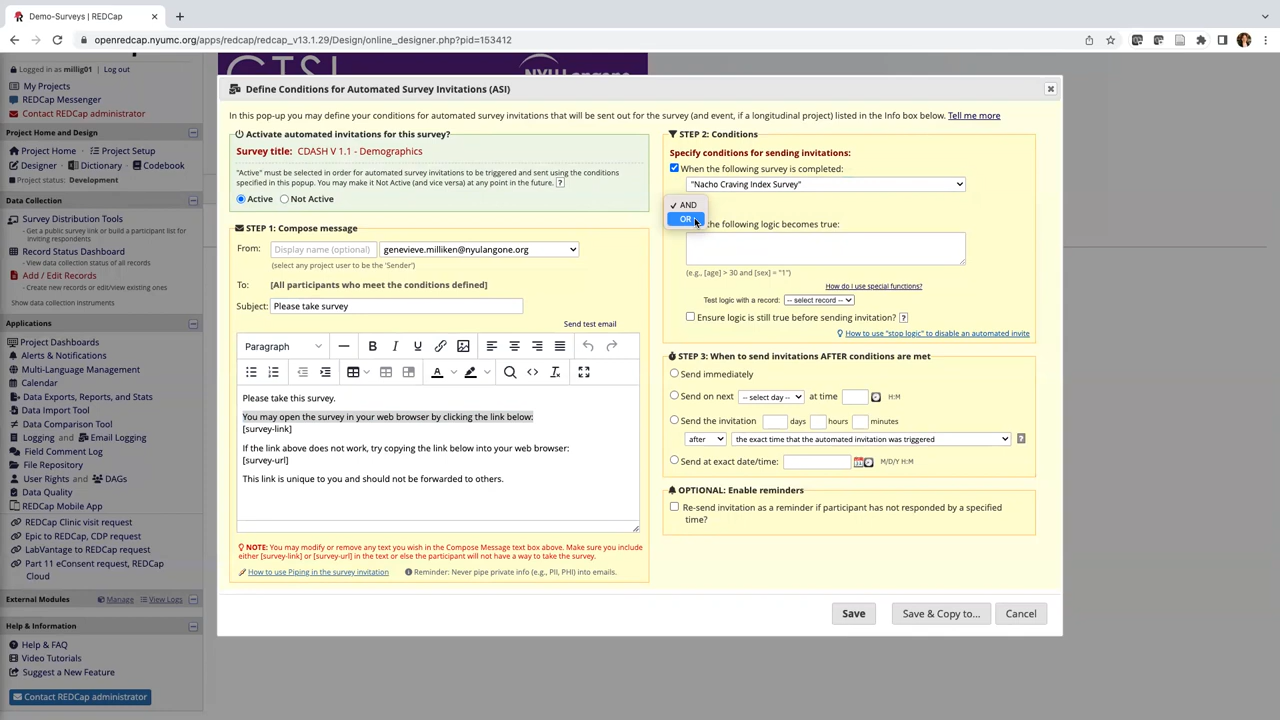 Demo-Surveys | REDCap
openredcap.nyumc.org/apps/redcap/redcap_v13.1.29/Design/online_designer.php?pid=153412
Logged in as millig01 | Log out
My Projects
REDCap Messenger
Contact REDCap administrator
Project Home and Design
Project Home
Project Setup
Designer
Dictionary
Codebook
Project status: Development
Data Collection
Survey Distribution Tools
Get a public survey link or build a participant list for
inviting respondents
Record Status Dashboard
View data collection status of all records
Add / Edit Records
Create new records or edit/view existing ones
Show data collection instruments
Applications
Project Dashboards
Alerts & Notifications
Multi-Language Management
Calendar
Data Exports, Reports, and Stats
Data Import Tool
Data Comparison Tool
Logging and Email Logging
Field Comment Log
File Repository
User Rights and DAGs
Data Quality
REDCap Mobile App
REDCap Clinic visit request
Epic to REDCap, CDP request
LabVantage to REDCap request
Part 11 eConsent request, REDCap
Cloud
External Modules
Manage
View Logs
Help & Information
Help & FAQ
Video Tutorials
Suggest a New Feature
Contact REDCap administrator
Define Conditions for Automated Survey Invitations (ASI)
In this pop-up you may define your conditions for automated survey invitations that will be sent out for the survey (and event, if a longitudinal project) listed in the Info box below. Tell me more
Activate automated invitations for this survey?
Survey title: CDASH V 1.1 - Demographics
"Active" must be selected in order for automated survey invitations to be triggered and sent using the conditions
specified in this popup. You may make it Not Active (and vice versa) at any point in the future. ?
Active Not Active
STEP 1: Compose message
From: Display name (optional) genevieve.milliken@nyulangone.org
(select any project user to be the 'Sender')
To: [All participants who meet the conditions defined]
Subject: Please take survey
Send test email
Paragraph
Please take this survey.
You may open the survey in your web browser by clicking the link below:
[survey-link]
If the link above does not work, try copying the link below into your web browser:
[survey-url]
This link is unique to you and should not be forwarded to others.
NOTE: You may modify or remove any text you wish in the Compose Message text box above. Make sure you include
either [survey-link] or [survey-url] in the text or else the participant will not have a way to take the survey.
How to use Piping in the survey invitation
Reminder: Never pipe private info (e.g., PII, PHI) into emails.
STEP 2: Conditions
Specify conditions for sending invitations:
When the following survey is completed:
"Nacho Craving Index Survey"
AND
OR
the following logic becomes true:
(e.g., [age] > 30 and [sex] = "1")
How do i use special functions?
Test logic with a record: -- select record --
Ensure logic is still true before sending invitation? ?
How to use "stop logic" to disable an automated invite
STEP 3: When to send invitations AFTER conditions are met
Send immediately
Send on next -- select day -- at time H:M
Send the invitation days hours minutes
after the exact time that the automated invitation was triggered ?
Send at exact date/time: M/D/Y H:M
OPTIONAL: Enable reminders
Re-send invitation as a reminder if participant has not responded by a specified
time?
Save
Save & Copy to...
Cancel